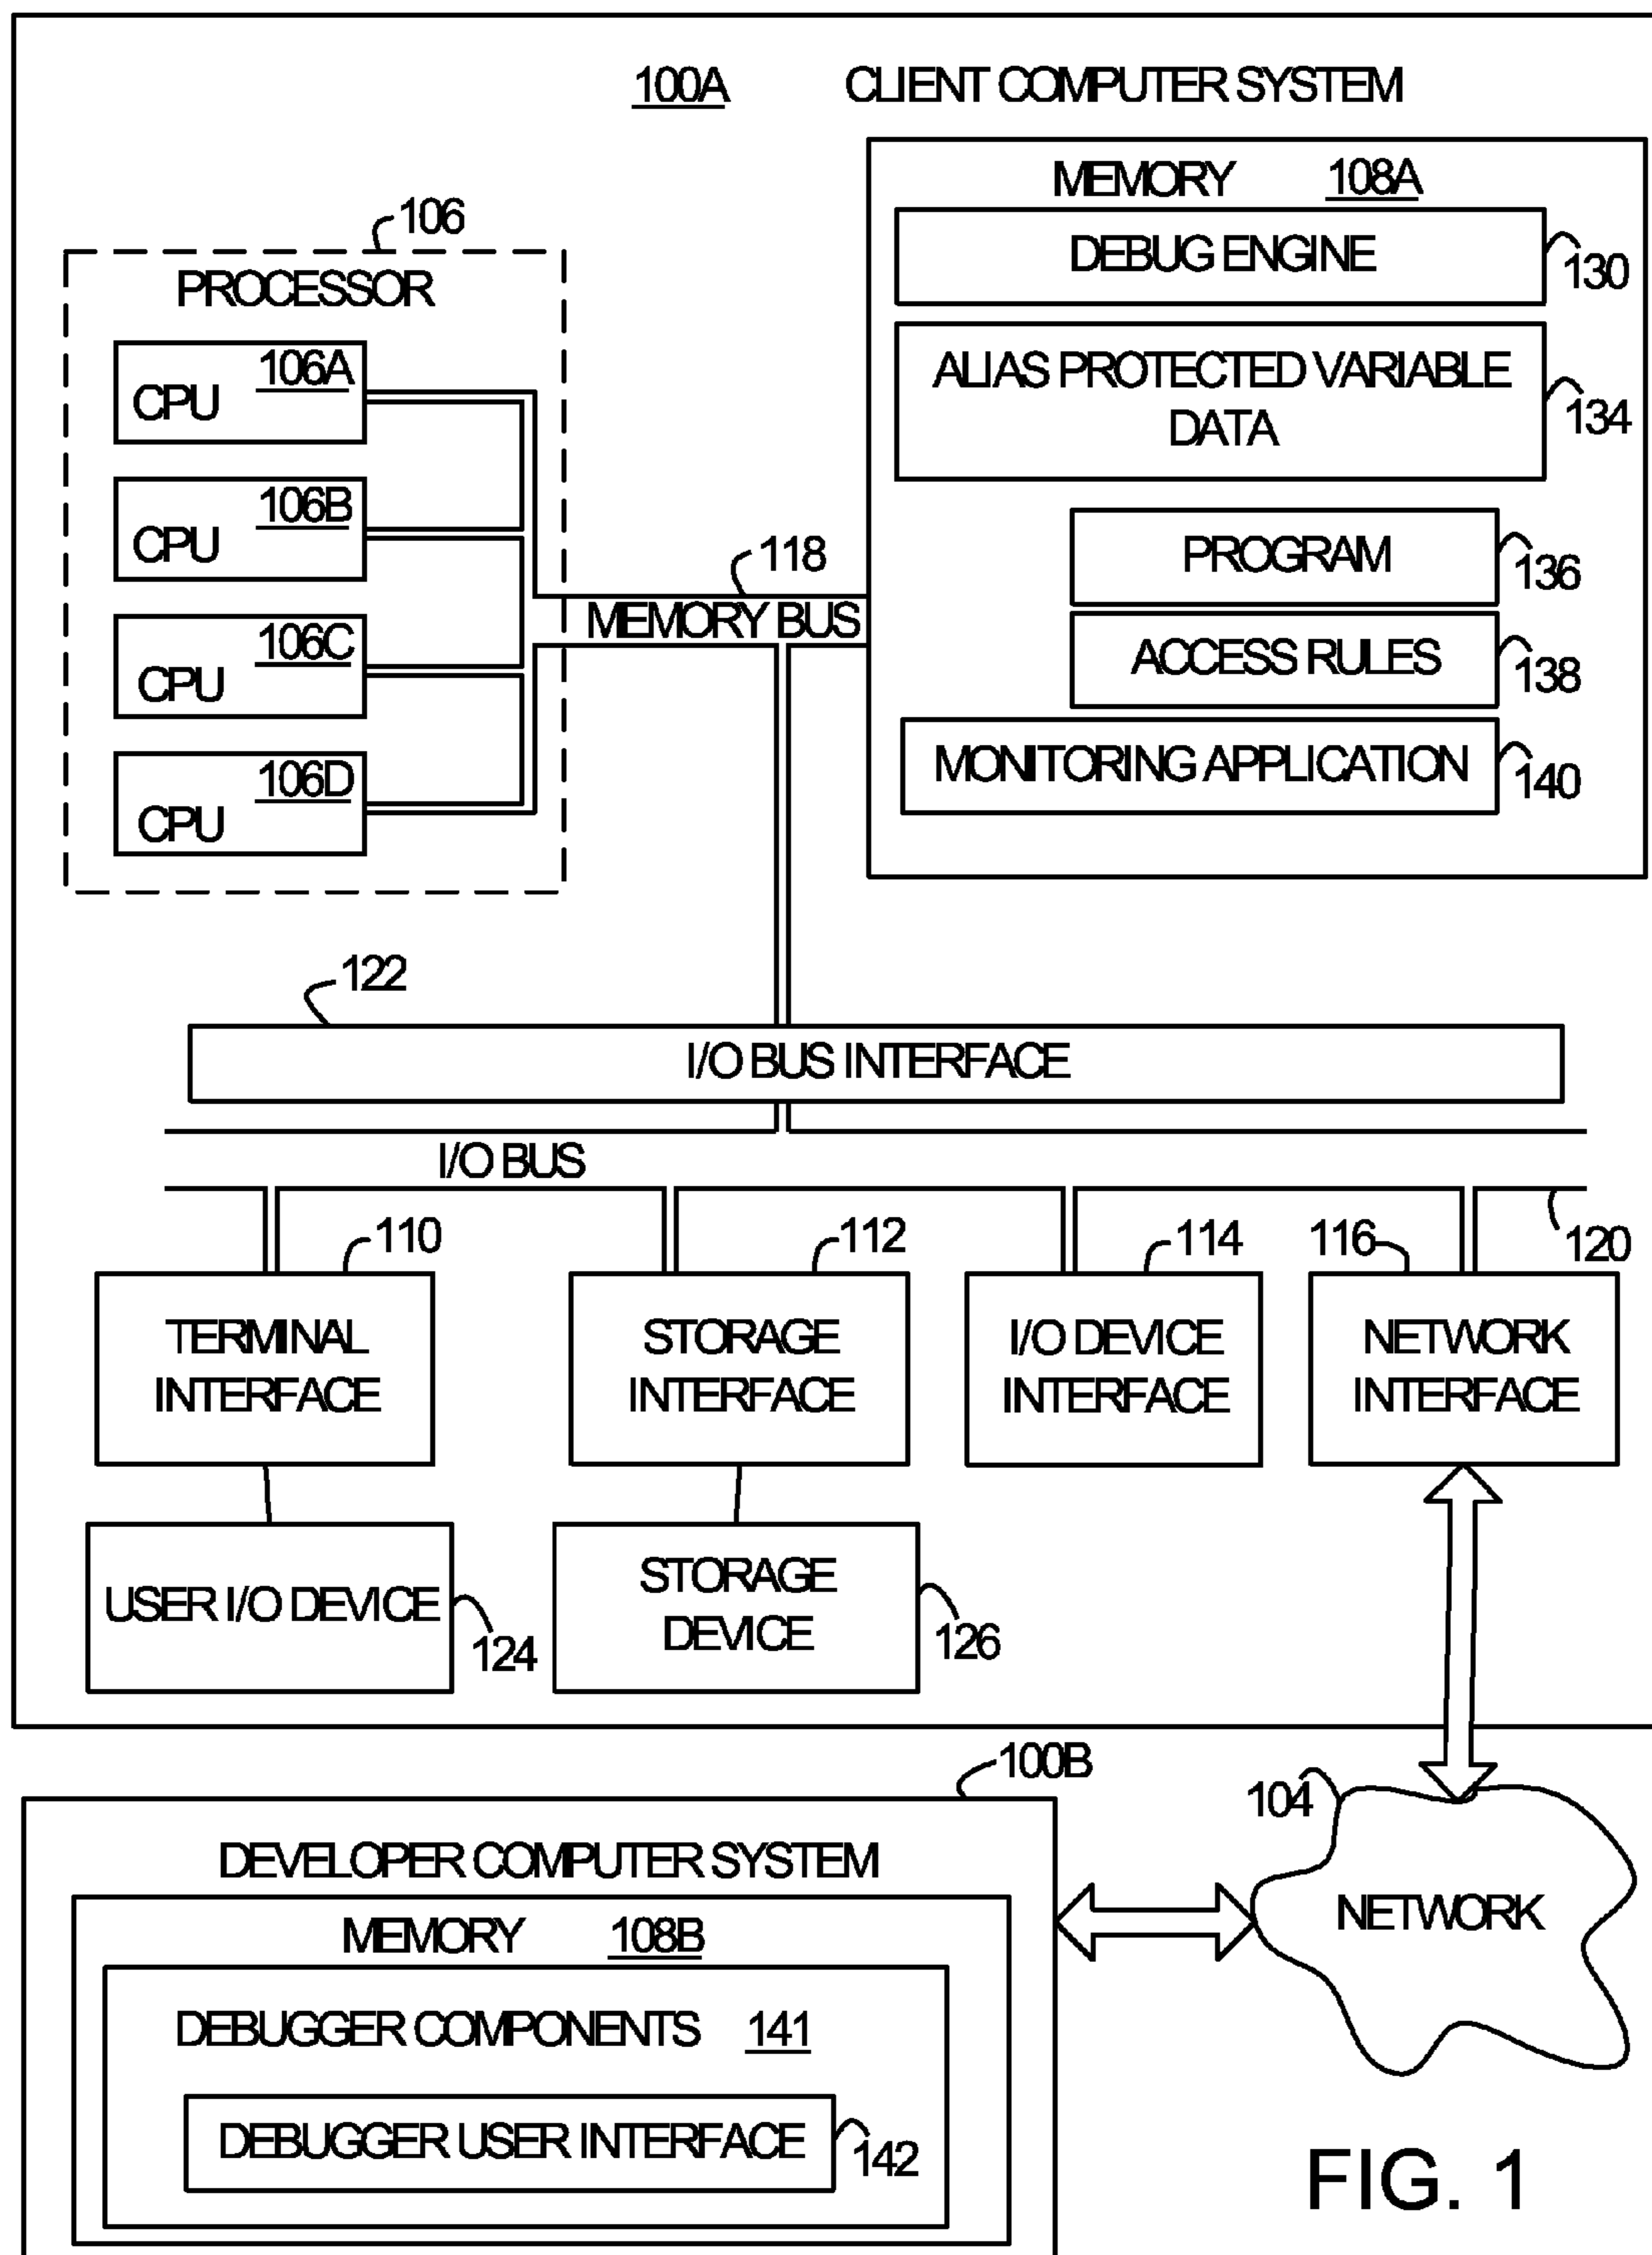 100A CLIENT COMPUTER SYSTEM
106
PROCESSOR
CPU 106A
CPU 106B
CPU 106C
CPU 106D
118
MEMORY BUS
MEMORY 108A
DEBUG ENGINE
130
ALIAS PROTECTED VARIABLE
DATA
134
PROGRAM
136
ACCESS RULES
138
MONITORING APPLICATION
140
122
I/O BUS INTERFACE
I/O BUS
120
110
TERMINAL
INTERFACE
112
STORAGE
INTERFACE
114
I/O DEVICE
INTERFACE
116
NETWORK
INTERFACE
USER I/O DEVICE
124
STORAGE
DEVICE
126
100B
DEVELOPER COMPUTER SYSTEM
MEMORY 108B
DEBUGGER COMPONENTS 141
DEBUGGER USER INTERFACE
142
104
NETWORK
FIG. 1